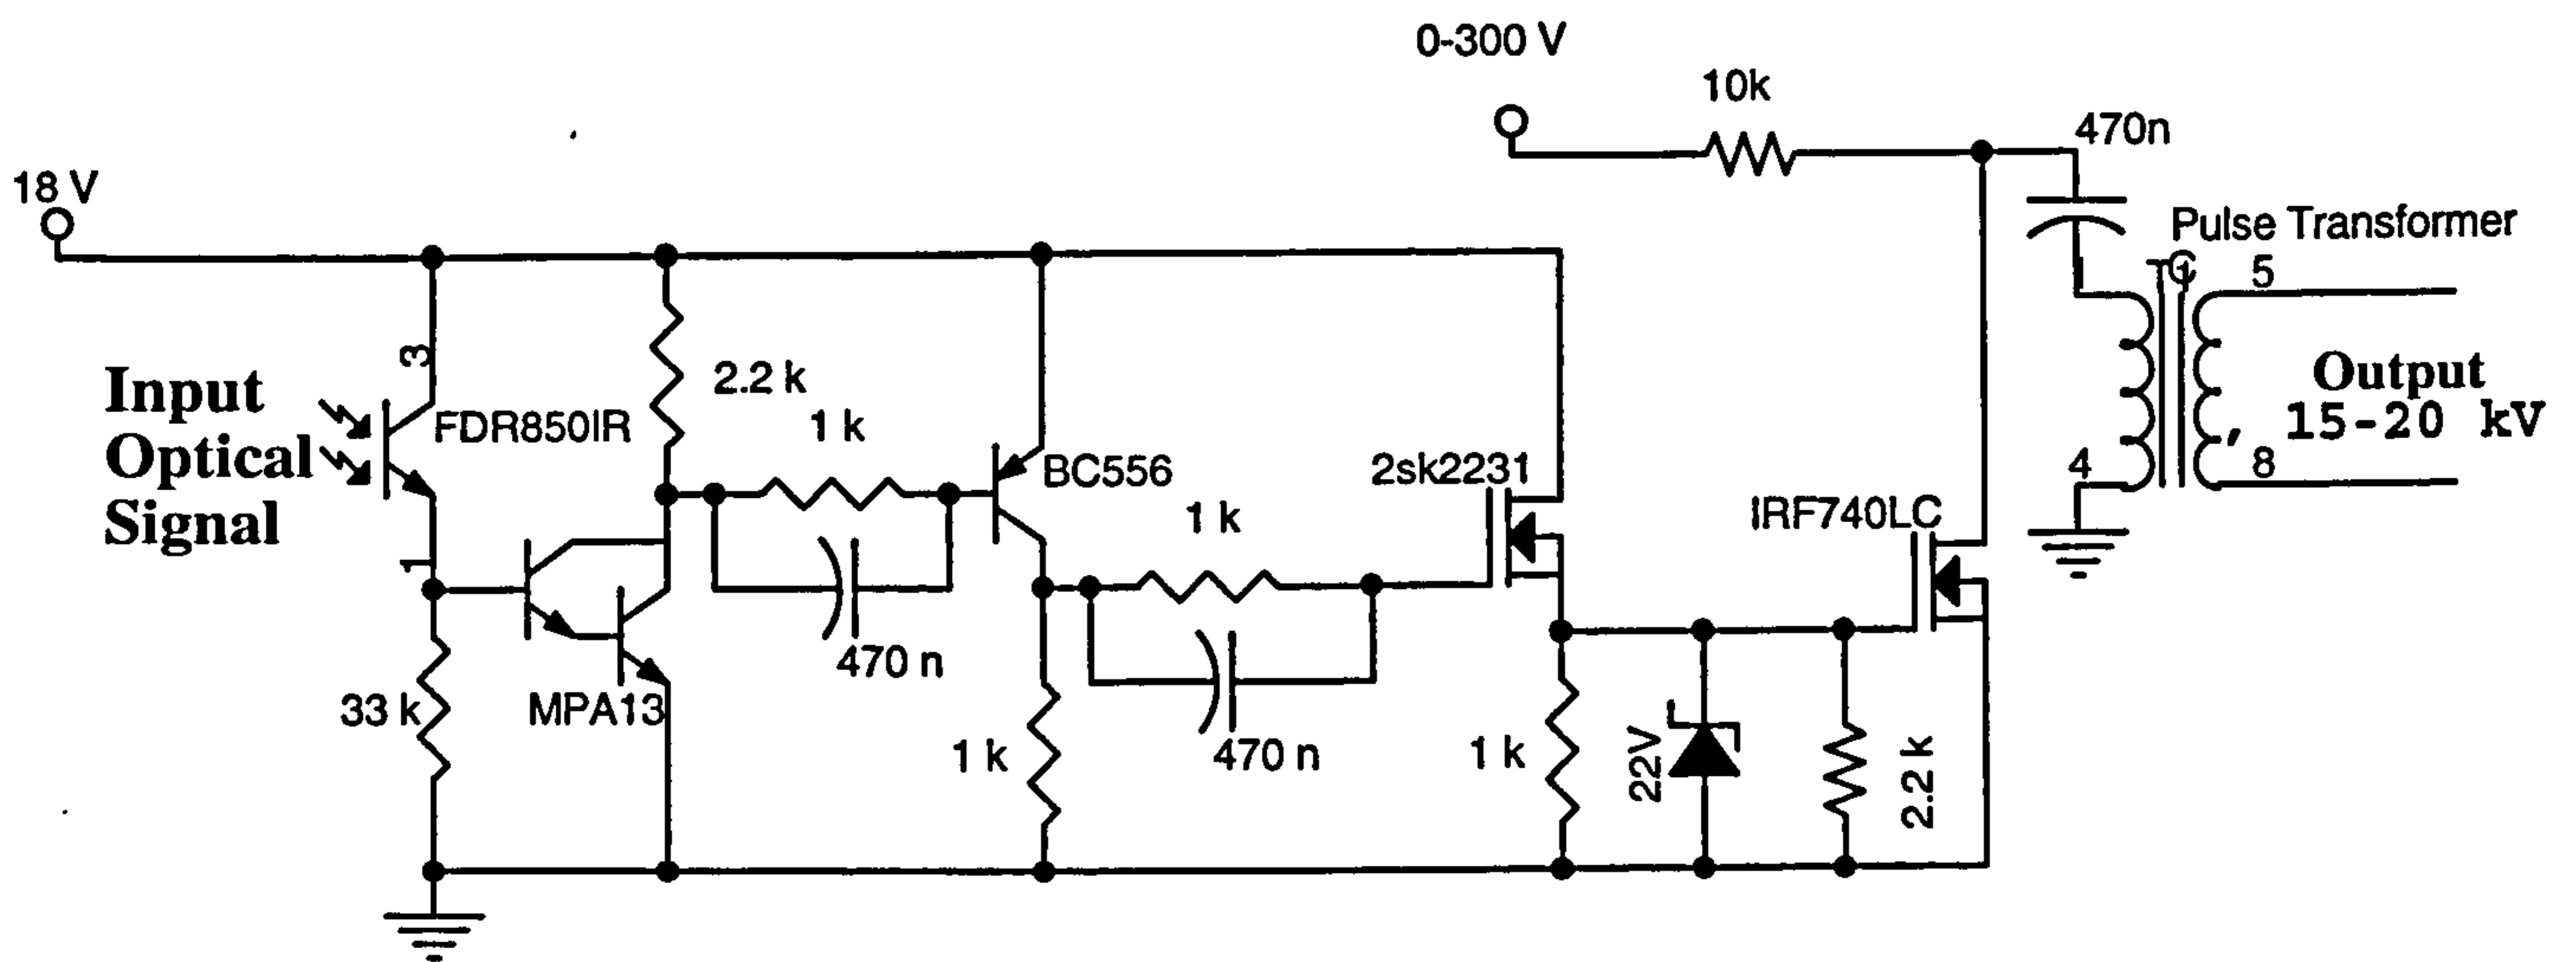 0-300 V
10k
470n
18 V
Pulse Transformer
5
3
Input
Optical
Signal
FDR850IR
2.2 k
1 k
Output
15-20 kV
BC556
2sk2231
4
8
1 k
IRF740LC
1
470 n
33 k
MPA13
1 k
470 n
1 k
22V
2.2 k